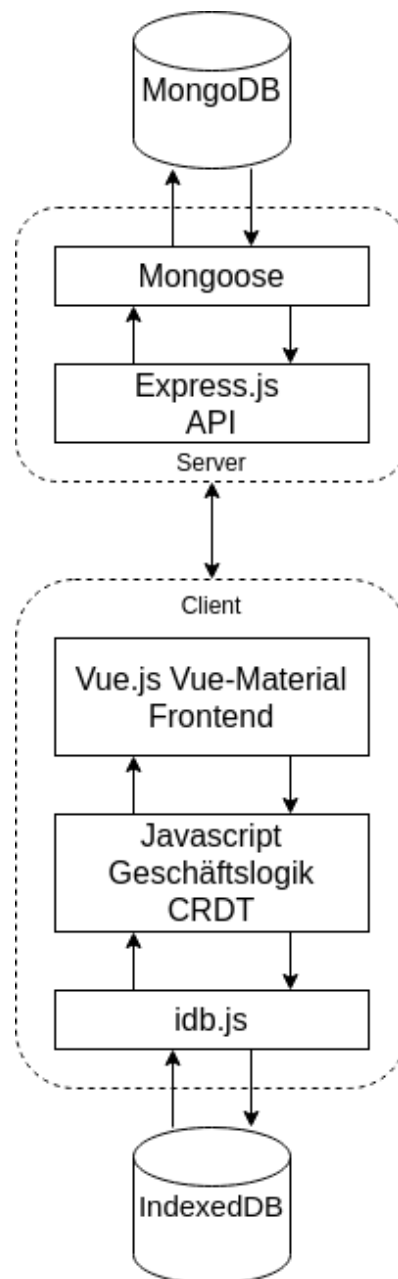 MongoDB
Mongoose
Express.js
API
Server
Client
Vue.js Vue-Material
Frontend
Javascript
Geschäftslogik
CRDT
idb.js
IndexedDB